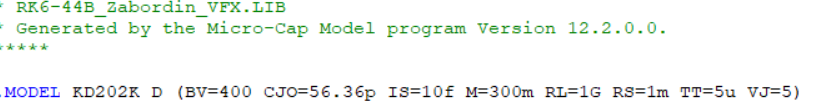 * RK6-44B_Zabordin_VFX.LIB
* Generated by the Micro-Cap Model program Version 12.2.0.0.
*****
.MODEL KD202K D (BV=400 CJO=56.36p IS=10f M=300m RL=1G RS=1m TT=5u VJ=5)